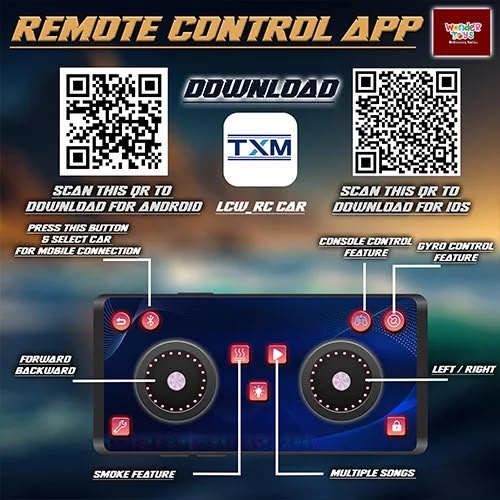 REMOTE CONTROL APP
WonDeR
Toys
DOWNLOAD
TXM
SCAN THIS QR TO
DOWNLOAD FOR ANDROID
LCW_RC CAR
SCAN THIS QR TO
DOWNLOAD FOR IOS
PRESS THIS BUTTON
& SELECT CAR
FOR MOBILE CONNECTION
CONSOLE CONTROL
FEATURE
GYRO CONTROL
FEATURE
FORWARD
BACKWARD
LEFT / RIGHT
SMOKE FEATURE
MULTIPLE SONGS